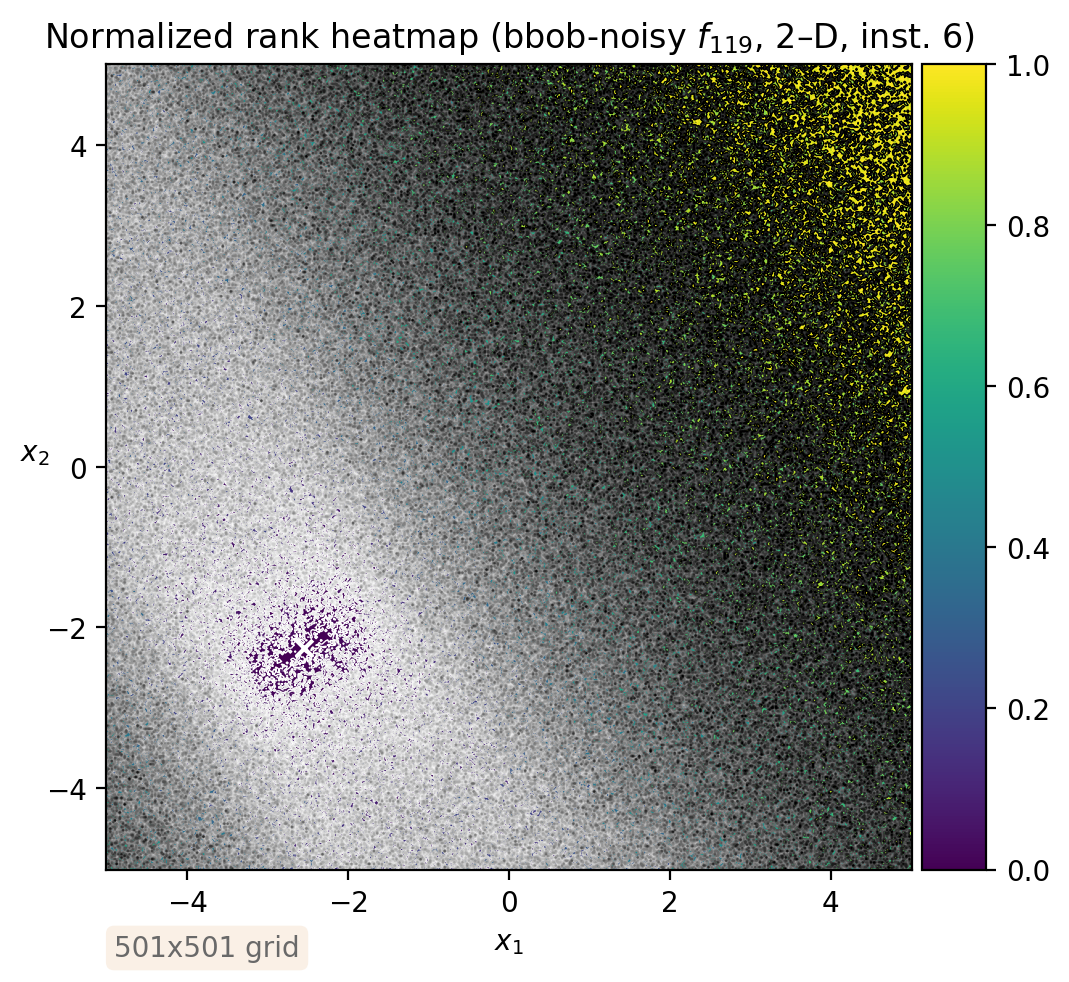 Normalized rank heatmap (bbob-noisy f₁₁₉, 2–D, inst. 6)
1.0
0.8
0.6
0.4
0.2
0.0
4
2
0
−2
−4
x₂
−4 −2 0 2 4
x₁
501x501 grid